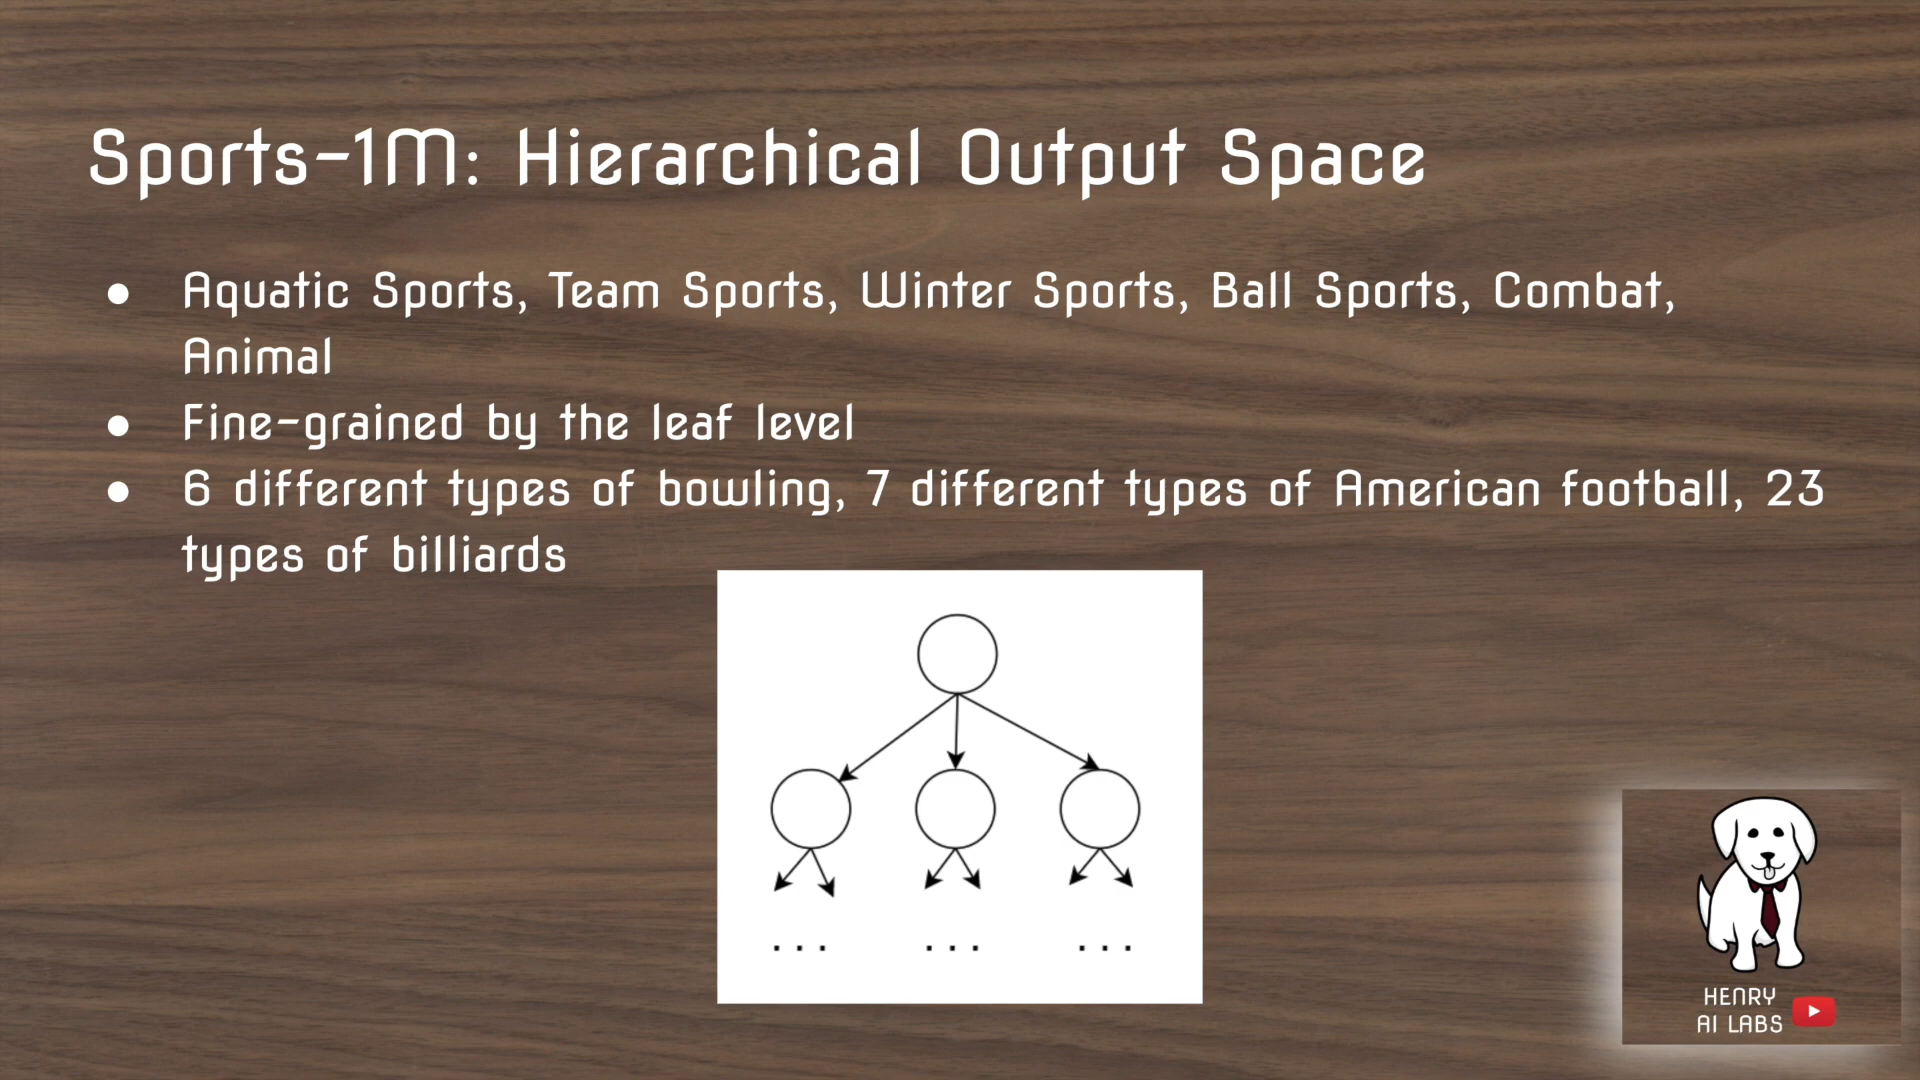 Sports-1M: Hierarchical Output Space
● Aquatic Sports, Team Sports, Winter Sports, Ball Sports, Combat,
Animal
● Fine-grained by the leaf level
● 6 different types of bowling, 7 different types of American football, 23
types of billiards
... ... ...
HENRY
AI LABS